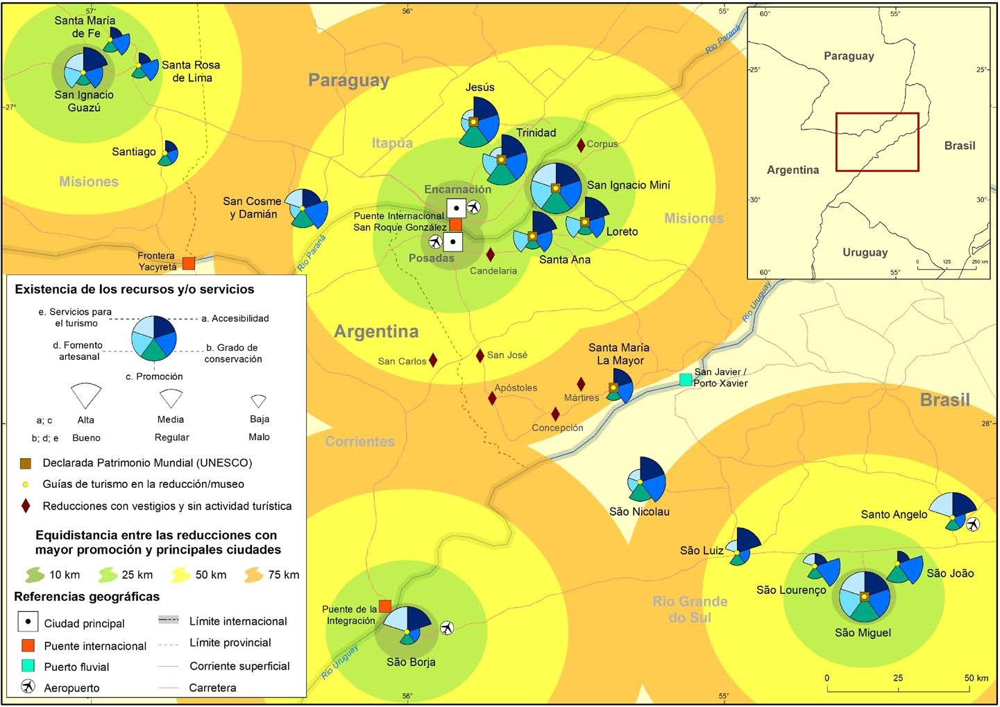 57°
56°
55°
Santa María
de Fe
Santa Rosa
de Lima
San Ignacio
Guazú
27°
Santiago
Misiones
Paraguay
Itapúa
Jesús
Trinidad
Corpus
Río Paraná
San Ignacio Miní
Encarnación
Puente Internacional
San Roque González
Posadas
Loreto
Santa Ana
Candelaria
Misiones
San Cosme
y Damián
Río Paraná
Frontera
Yacyretá
60°
55°
Paraguay
25°
25°
Brasil
Argentina
30°
30°
Uruguay
0
125
250 km
60°
55°
Río Uruguay
Argentina
San Carlos
San José
Apóstoles
Mártires
Concepción
Santa María
La Mayor
San Javier /
Porto Xavier
Brasil
28°
Corrientes
São Nicolau
Santo Angelo
São Luiz
São Lourenço
São João
São Miguel
Rio Grande
do Sul
Puente de la
Integración
São Borja
Río Uruguay
56°
55°
0
25
50 km
Existencia de los recursos y/o servicios
e. Servicios para
el turismo
a. Accesibilidad
d. Fomento
artesanal
b. Grado de
conservación
c. Promoción
a; c
Alta
Media
Baja
b; d; e
Bueno
Regular
Malo
Declarada Patrimonio Mundial (UNESCO)
Guías de turismo en la reducción/museo
Reducciones con vestigios y sin actividad turística
Equidistancia entre las reducciones con
mayor promoción y principales ciudades
10 km
25 km
50 km
75 km
Referencias geográficas
Ciudad principal
Límite internacional
Puente internacional
Límite provincial
Puerto fluvial
Corriente superficial
Aeropuerto
Carretera